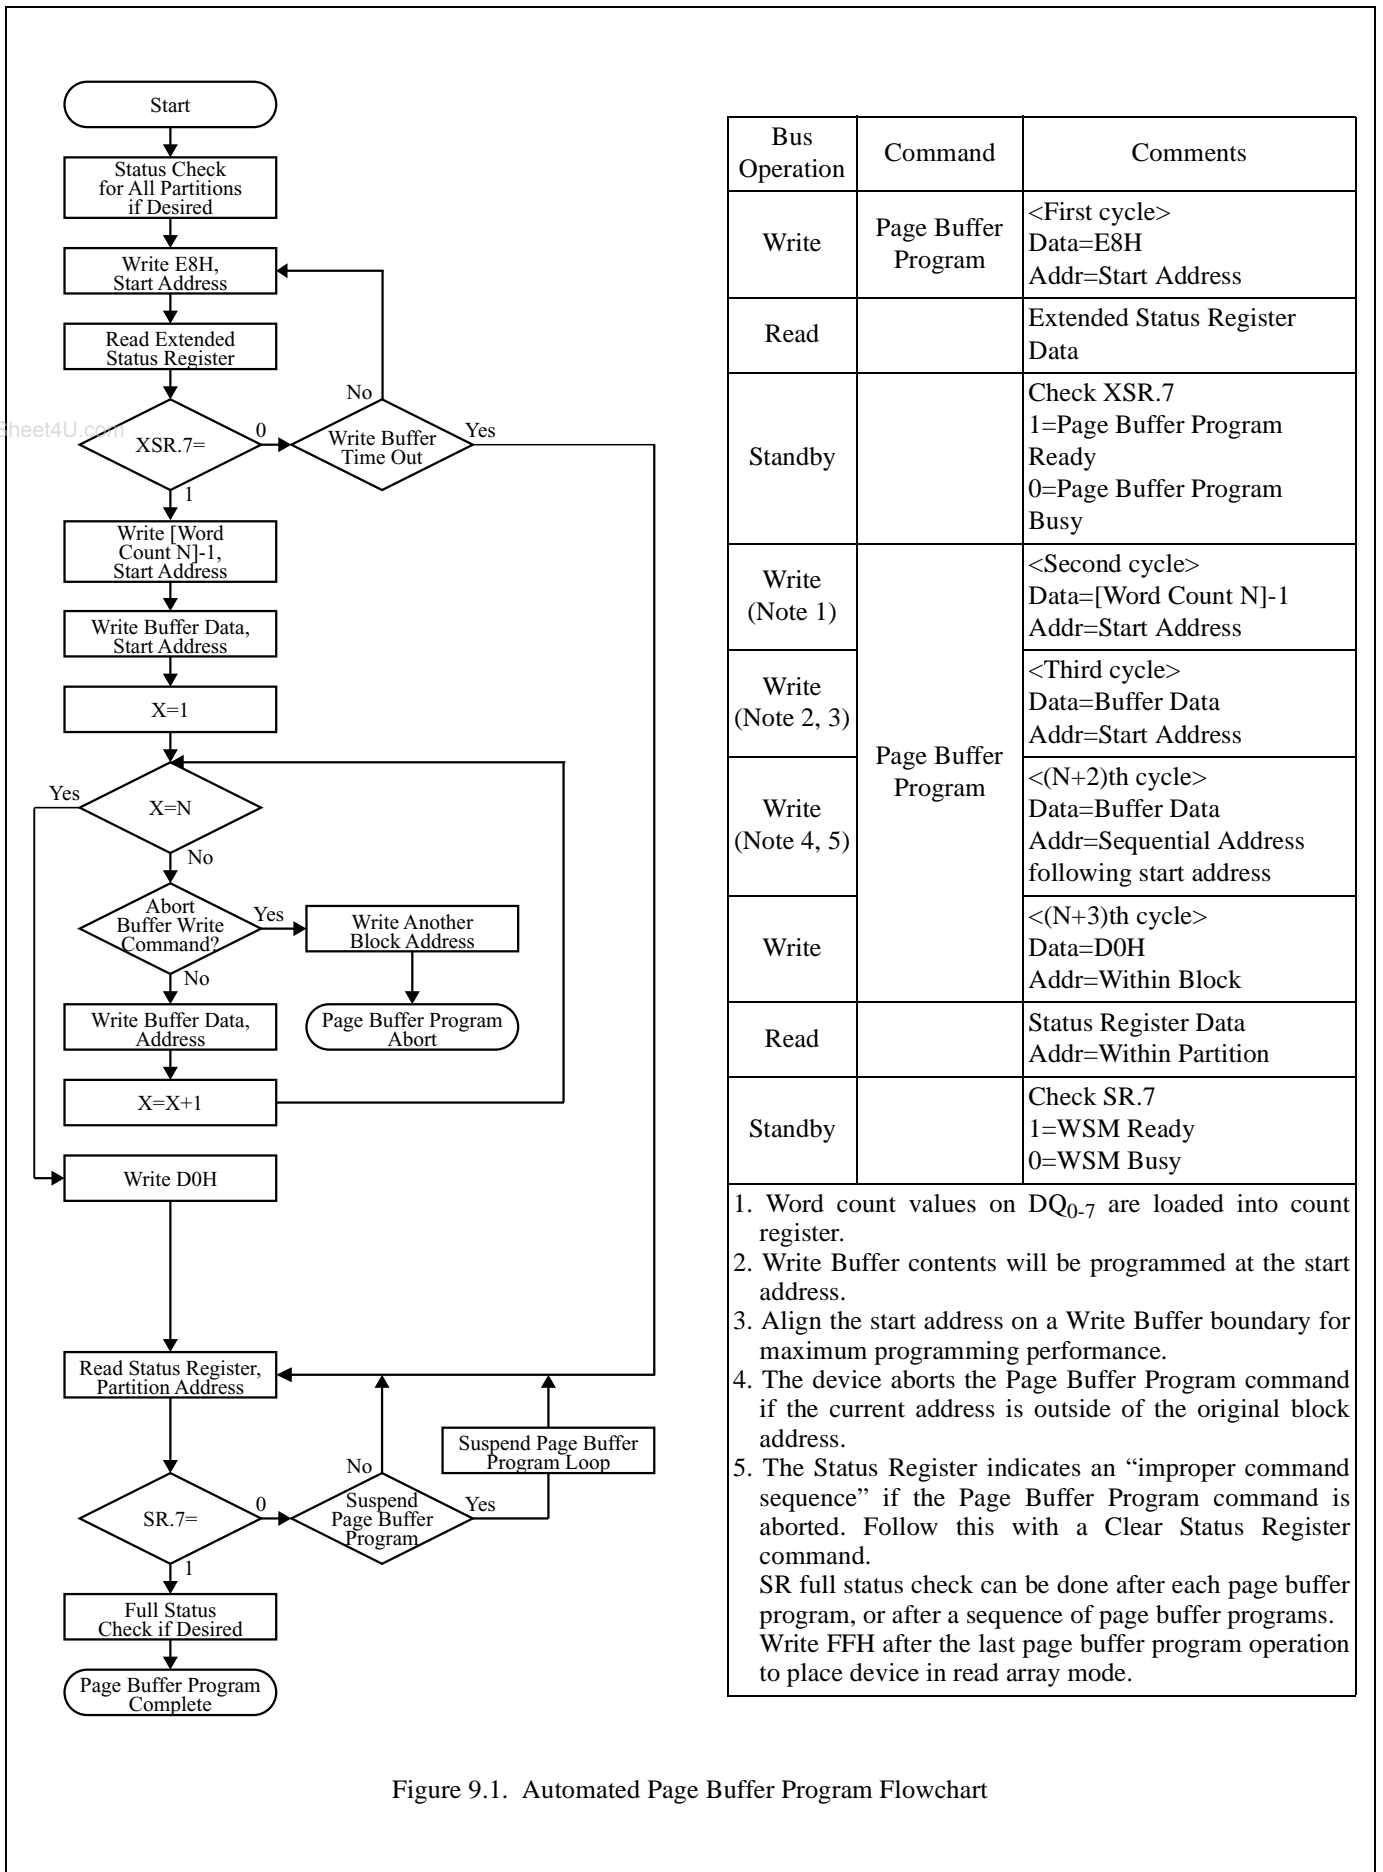 Start
Status Check
for All Partitions
if Desired
Write E8H,
Start Address
Read Extended
Status Register
No
XSR.7=
0
Write Buffer
Time Out
Yes
1
Write [Word
Count N]-1,
Start Address
Write Buffer Data,
Start Address
X=1
Yes
X=N
No
Abort
Buffer Write
Command?
Yes
Write Another
Block Address
No
Write Buffer Data,
Address
Page Buffer Program
Abort
X=X+1
Write D0H
Read Status Register,
Partition Address
Suspend Page Buffer
Program Loop
No
SR.7=
0
Suspend
Page Buffer
Program
Yes
1
Full Status
Check if Desired
Page Buffer Program
Complete
Bus
Operation
Command
Comments
Write
Page Buffer
Program
<First cycle>
Data=E8H
Addr=Start Address
Read
Extended Status Register
Data
Standby
Check XSR.7
1=Page Buffer Program
Ready
0=Page Buffer Program
Busy
Write
(Note 1)
Page Buffer
Program
<Second cycle>
Data=[Word Count N]-1
Addr=Start Address
Write
(Note 2, 3)
<Third cycle>
Data=Buffer Data
Addr=Start Address
Write
(Note 4, 5)
<(N+2)th cycle>
Data=Buffer Data
Addr=Sequential Address
following start address
Write
<(N+3)th cycle>
Data=D0H
Addr=Within Block
Read
Status Register Data
Addr=Within Partition
Standby
Check SR.7
1=WSM Ready
0=WSM Busy
1. Word count values on DQ0-7 are loaded into count
register.
2. Write Buffer contents will be programmed at the start
address.
3. Align the start address on a Write Buffer boundary for
maximum programming performance.
4. The device aborts the Page Buffer Program command
if the current address is outside of the original block
address.
5. The Status Register indicates an “improper command
sequence” if the Page Buffer Program command is
aborted. Follow this with a Clear Status Register
command.
SR full status check can be done after each page buffer
program, or after a sequence of page buffer programs.
Write FFH after the last page buffer program operation
to place device in read array mode.
Figure 9.1. Automated Page Buffer Program Flowchart
heet4U.com